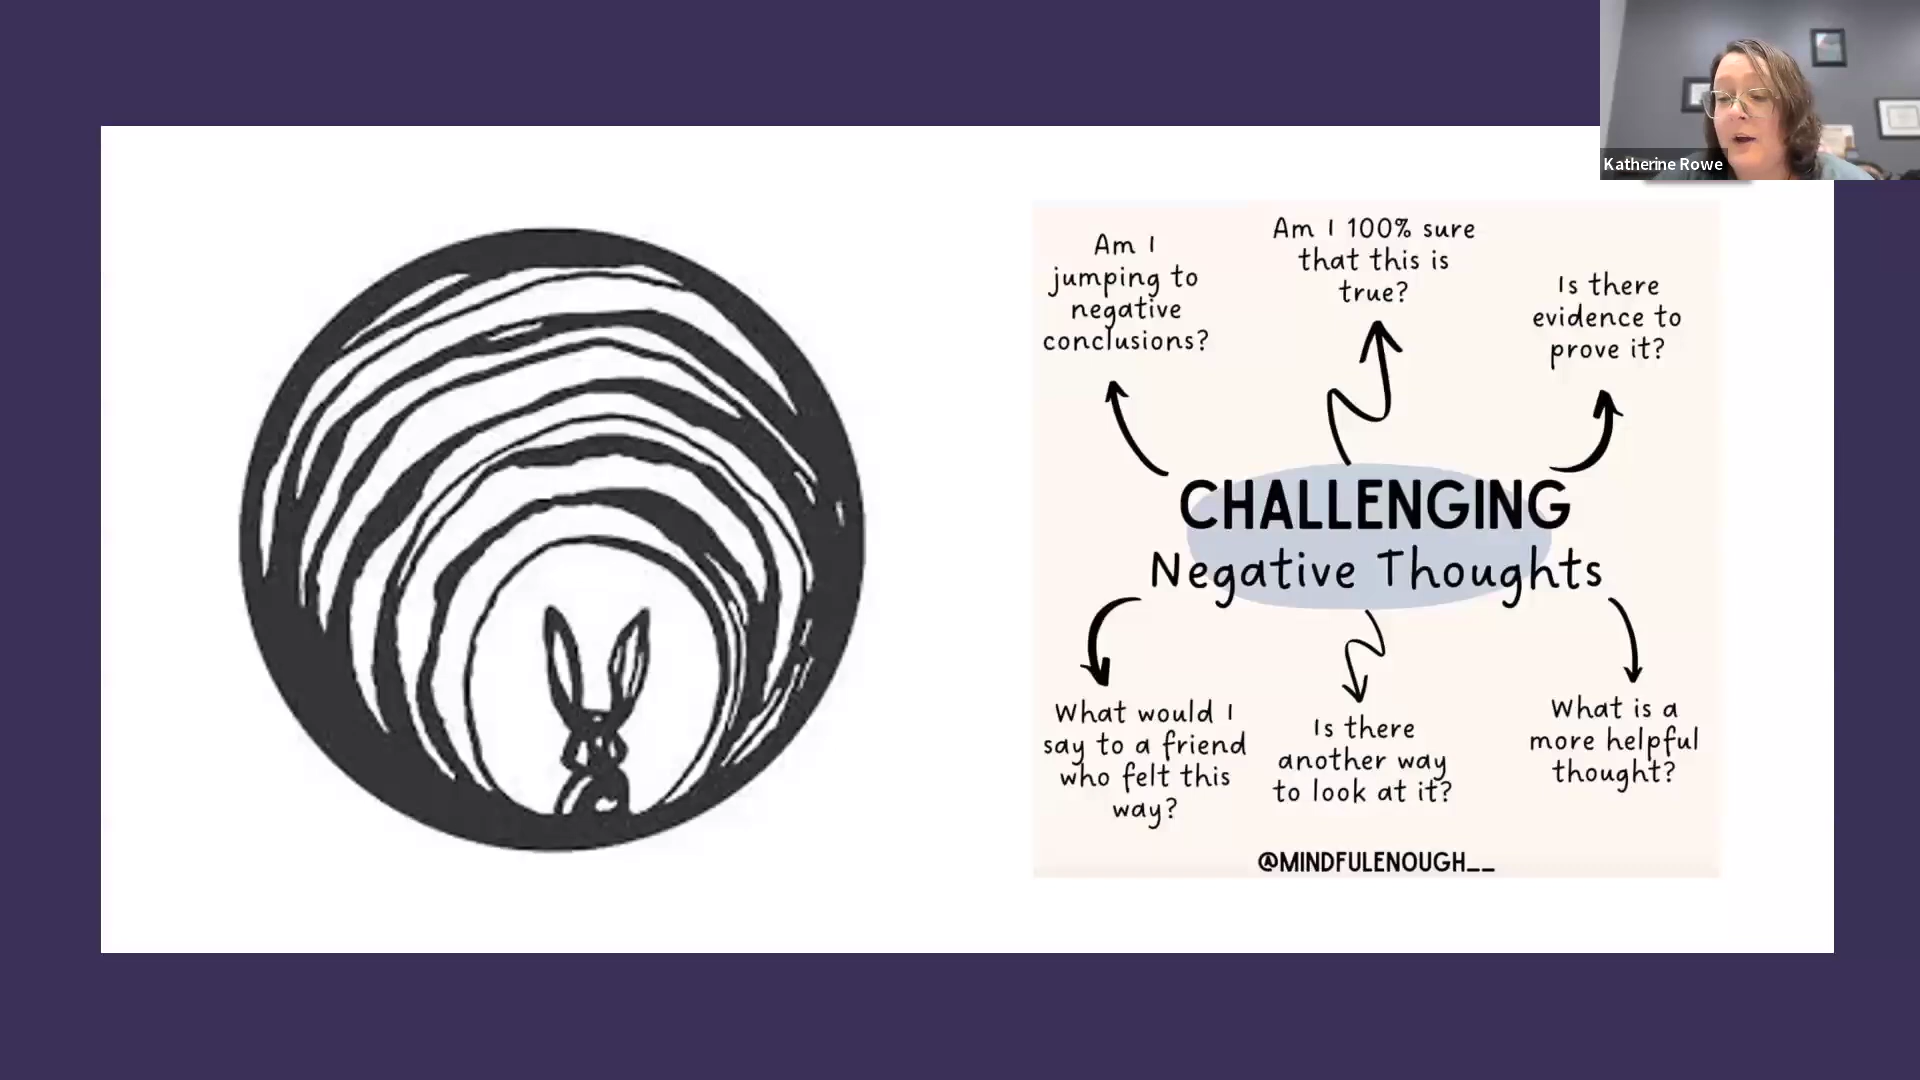 Katherine Rowe
Am I
jumping to
negative
conclusions?
Am I 100% sure
that this is
true?
Is there
evidence to
prove it?
CHALLENGING
Negative Thoughts
What would I
say to a friend
who felt this
way?
Is there
another way
to look at it?
What is a
more helpful
thought?
@MINDFULENOUGH__